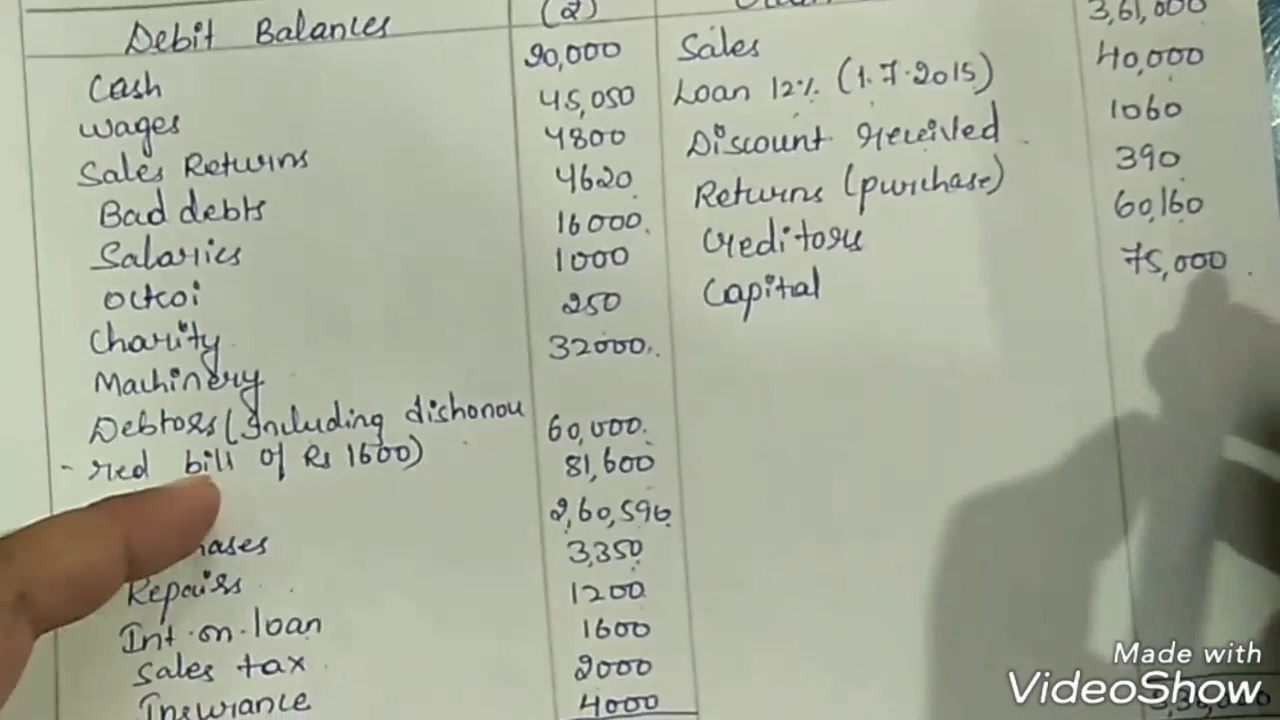 Debit Balances
Cash
Wages
Sales Returns
Bad debts
Salaries
Octroi
Charity
Machinery
Debtors (Including dishonou
- red bill of Rs 1600)
Repairs
Int. on. loan
Sales tax
Insurance
(2)
20,000
45,050
4800
4620
16000
1000
250
32000
60,000
81,600
2,60,590
3,350
1200
1600
2000
4000
Sales
Loan 12% (1.7.2015)
Discount received
Returns (purchase)
Creditors
Capital
3,61,000
40,000
1060
390
60,160
75,000
Made with
VideoShow